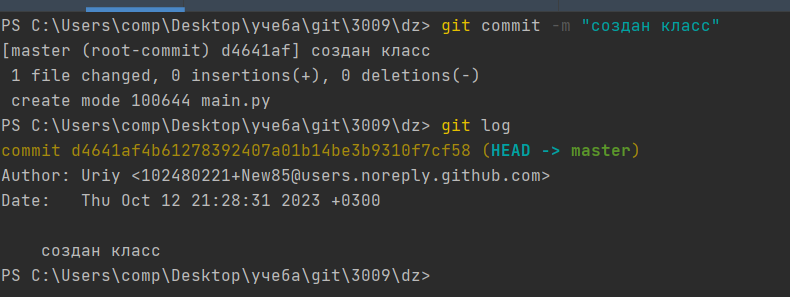 PS C:\Users\comp\Desktop\учеба\git\3009\dz> git commit -m "создан класс"
[master (root-commit) d4641af] создан класс
 1 file changed, 0 insertions(+), 0 deletions(-)
 create mode 100644 main.py
PS C:\Users\comp\Desktop\учеба\git\3009\dz> git log
commit d4641af4b61278392407a01b14be3b9310f7cf58 (HEAD -> master)
Author: Uriy <102480221+New85@users.noreply.github.com>
Date:   Thu Oct 12 21:28:31 2023 +0300

    создан класс
PS C:\Users\comp\Desktop\учеба\git\3009\dz>